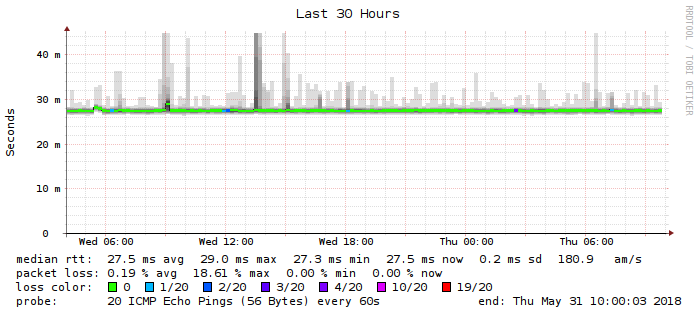 Last 30 Hours
RRDTOOL / TOBI OETIKER
Seconds
40 m
30 m
20 m
10 m
0
Wed 06:00 Wed 12:00 Wed 18:00 Thu 00:00 Thu 06:00
median rtt: 27.5 ms avg 29.0 ms max 27.3 ms min 27.5 ms now 0.2 ms sd 180.9 am/s
packet loss: 0.19 % avg 18.61 % max 0.00 % min 0.00 % now
loss color: 0 1/20 2/20 3/20 4/20 10/20 19/20
probe: 20 ICMP Echo Pings (56 Bytes) every 60s end: Thu May 31 10:00:03 2018